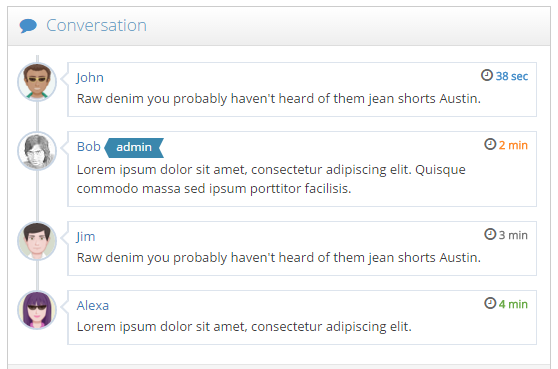 Conversation
John
38 sec
Raw denim you probably haven't heard of them jean shorts Austin.
Bob admin
2 min
Lorem ipsum dolor sit amet, consectetur adipiscing elit. Quisque
commodo massa sed ipsum porttitor facilisis.
Jim
3 min
Raw denim you probably haven't heard of them jean shorts Austin.
Alexa
4 min
Lorem ipsum dolor sit amet, consectetur adipiscing elit.